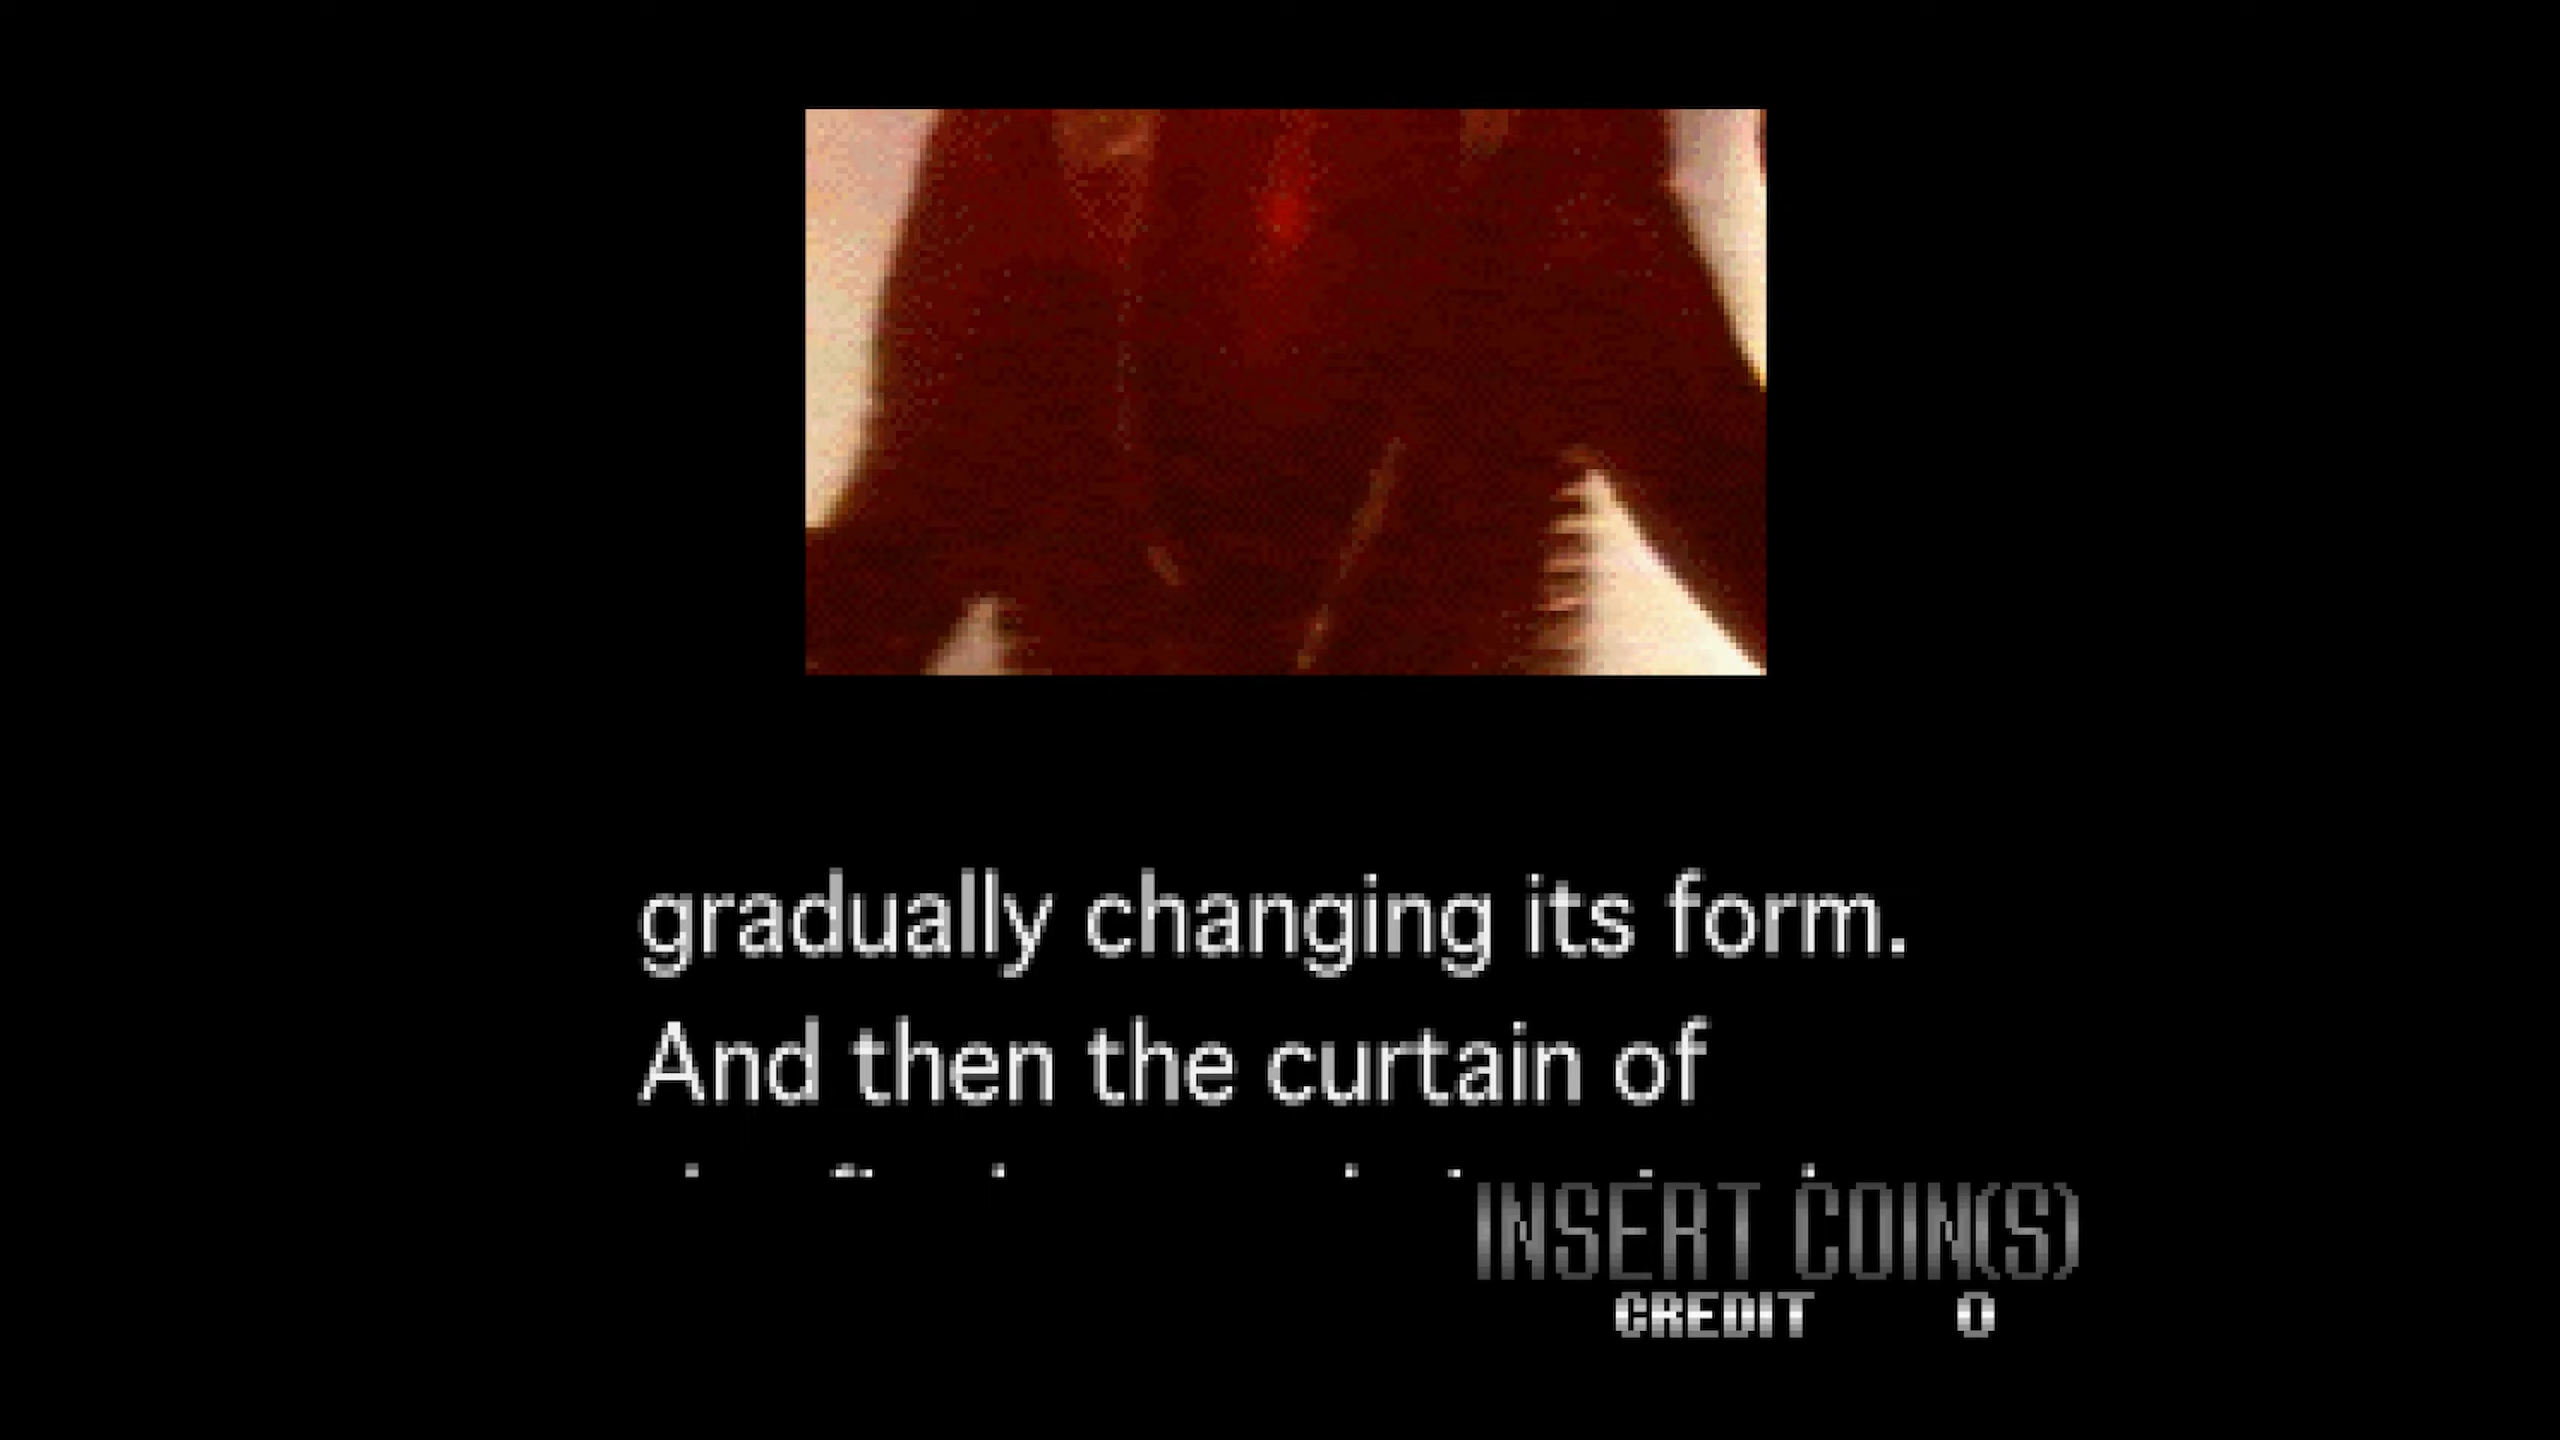 gradually changing its form.
And then the curtain of
INSERT COIN(S)
CREDIT 0